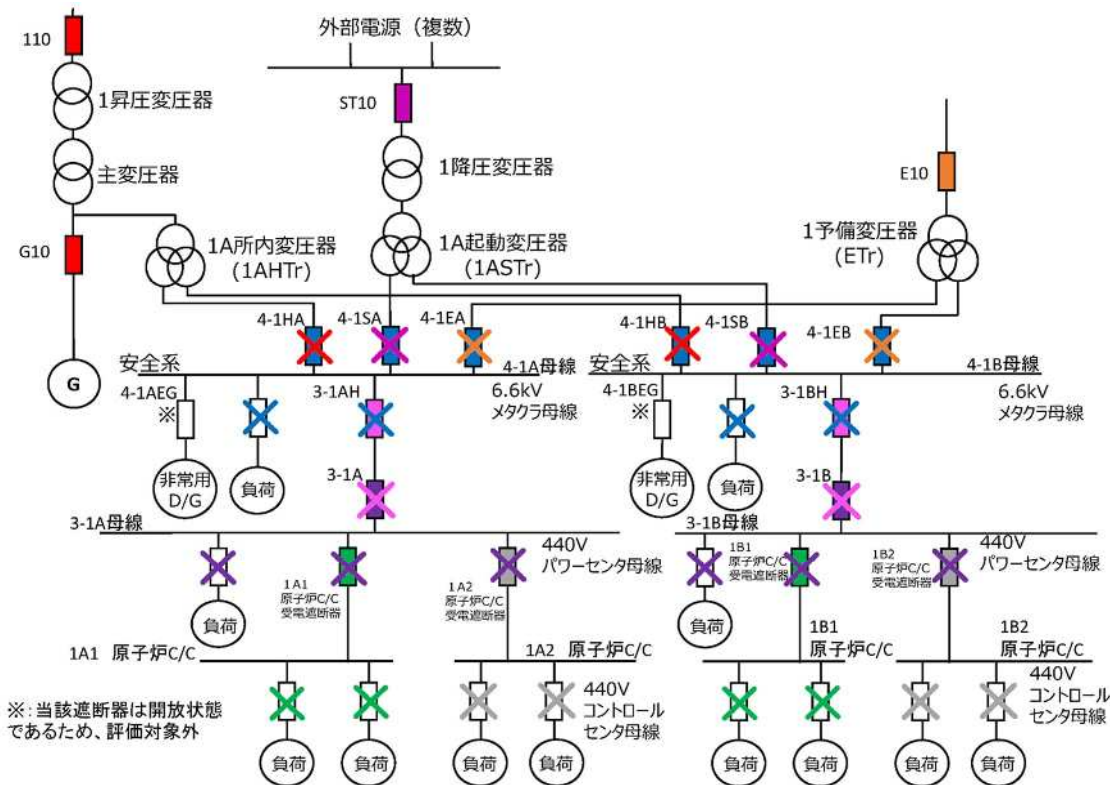 110
外部電源（複数）
ST10
1昇圧変圧器
1降圧変圧器
主変圧器
E10
G10
1A所内変圧器
(1AHTr)
1A起動変圧器
(1ASTr)
1予備変圧器
(ETr)
4-1HA
4-1SA
4-1EA
4-1HB
4-1SB
4-1EB
G
安全系
4-1A母線
安全系
4-1B母線
4-1AEG
※
3-1AH
6.6kV
メタクラ母線
4-1BEG
※
3-1BH
6.6kV
メタクラ母線
非常用
D/G
負荷
3-1A
非常用
D/G
負荷
3-1B
3-1A母線
440V
パワーセンタ母線
3-1B母線
440V
パワーセンタ母線
1A1
原子炉C/C
受電遮断器
1A2
原子炉C/C
受電遮断器
1B1
原子炉C/C
受電遮断器
1B2
原子炉C/C
受電遮断器
負荷
負荷
1A1 原子炉C/C
1A2 原子炉C/C
1B1
原子炉C/C
1B2
原子炉C/C
440V
コントロール
センタ母線
440V
コントロール
センタ母線
※：当該遮断器は開放状態
であるため、評価対象外
負荷
負荷
負荷
負荷
負荷
負荷
負荷
負荷